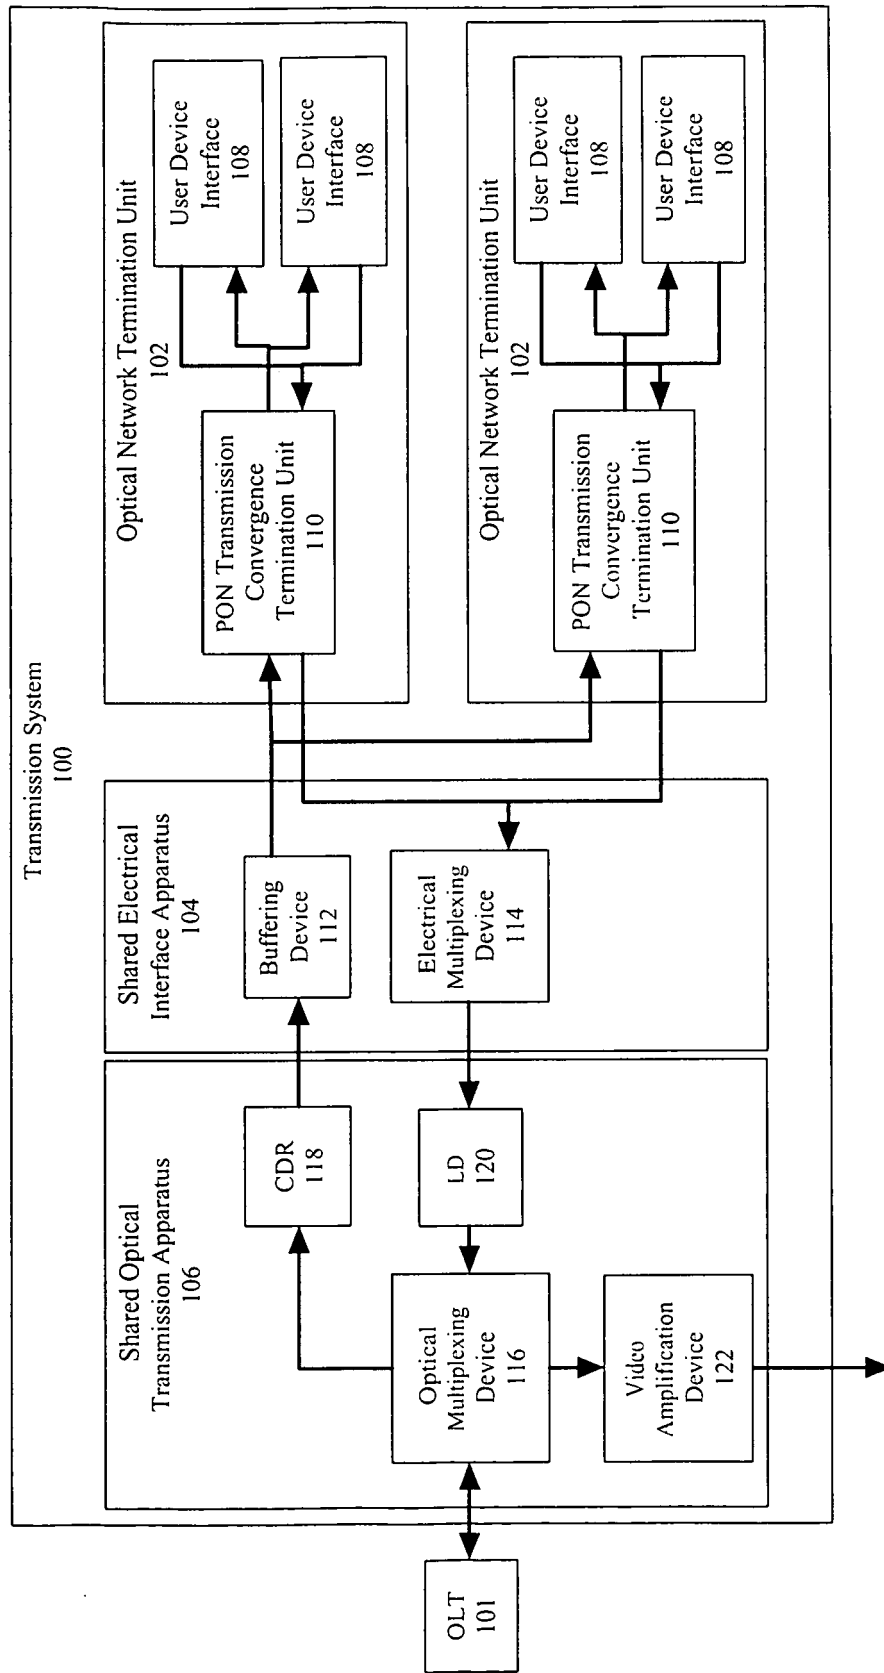 Transmission System
100
OLT
101
Shared Optical
Transmission Apparatus
106
CDR
118
LD
120
Optical
Multiplexing
Device
116
Video
Amplification
Device
122
Shared Electrical
Interface Apparatus
104
Buffering
Device
112
Electrical
Multiplexing
Device
114
Optical Network Termination Unit
102
PON Transmission
Convergence
Termination Unit
110
User Device
Interface
108
User Device
Interface
108
Optical Network Termination Unit
102
PON Transmission
Convergence
Termination Unit
110
User Device
Interface
108
User Device
Interface
108